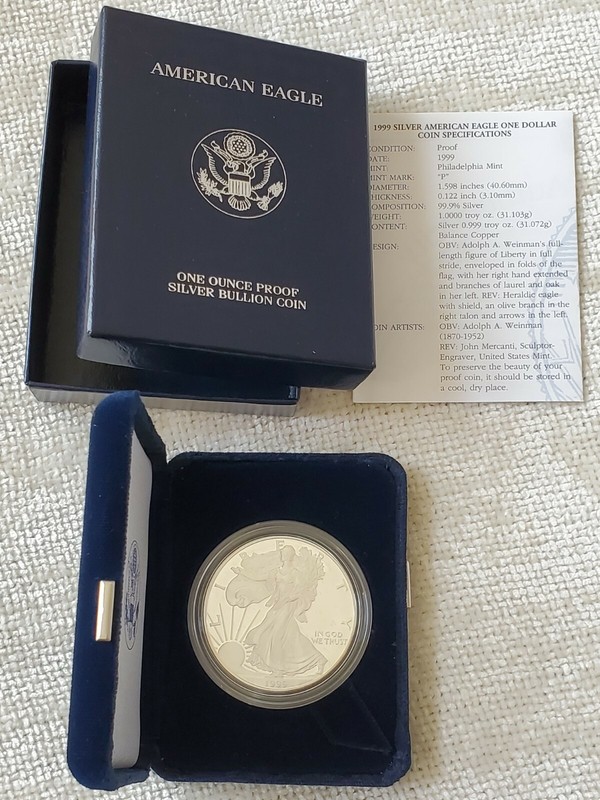 AMERICAN EAGLE
ONE OUNCE PROOF
SILVER BULLION COIN
1999 SILVER AMERICAN EAGLE ONE DOLLAR
COIN SPECIFICATIONS
CONDITION: Proof
DATE: 1999
MINT: Philadelphia Mint
MINT MARK: "P"
DIAMETER: 1.598 inches (40.60mm)
THICKNESS: 0.122 inch (3.10mm)
COMPOSITION: 99.9% Silver
WEIGHT: 1.0000 troy oz. (31.103g)
CONTENT: Silver 0.999 troy oz. (31.072g)
Balance Copper
DESIGN: OBV: Adolph A. Weinman's full-
length figure of Liberty in full
stride, enveloped in folds of the
flag, with her right hand extended
and branches of laurel and oak
in her left. REV: Heraldic eagle
with shield, an olive branch in the
right talon and arrows in the left.
COIN ARTISTS: OBV: Adolph A. Weinman
(1870-1952)
REV: John Mercanti, Sculptor-
Engraver, United States Mint
To preserve the beauty of your
proof coin, it should be stored in
a cool, dry place.
IN GOD
WE TRUST